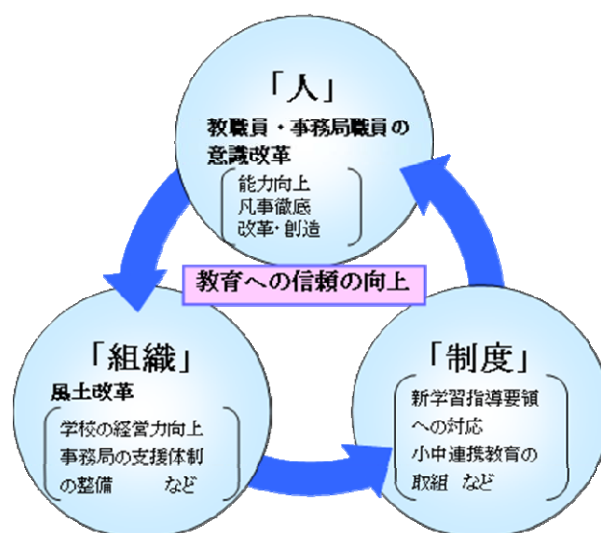 「人」
教職員・事務局職員の
意識改革
能力向上
凡事徹底
改革・創造
教育への信頼の向上
「組織」
風土改革
学校の経営力向上
事務局の支援体制
の整備 など
「制度」
新学習指導要領
への対応
小中連携教育の
取組 など